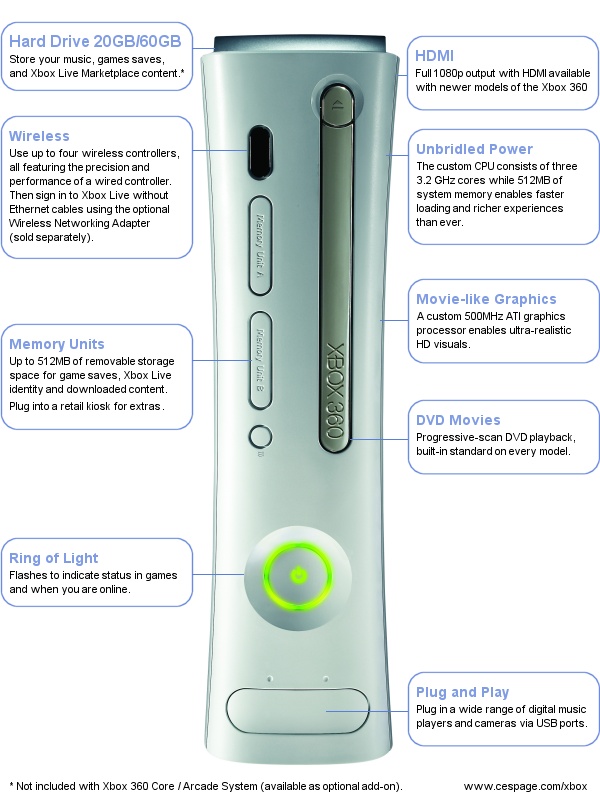 Hard Drive 20GB/60GB
Store your music, games saves,
and Xbox Live Marketplace content.*
Wireless
Use up to four wireless controllers,
all featuring the precision and
performance of a wired controller.
Then sign in to Xbox Live without
Ethernet cables using the optional
Wireless Networking Adapter
(sold separately).
Memory Units
Up to 512MB of removable storage
space for game saves, Xbox Live
identity and downloaded content.
Plug into a retail kiosk for extras.
Ring of Light
Flashes to indicate status in games
and when you are online.
Memory Unit A
Memory Unit B
XBOX 360
HDMI
Full 1080p output with HDMI available
with newer models of the Xbox 360
Unbridled Power
The custom CPU consists of three
3.2 GHz cores while 512MB of
system memory enables faster
loading and richer experiences
than ever.
Movie-like Graphics
A custom 500MHz ATI graphics
processor enables ultra-realistic
HD visuals.
DVD Movies
Progressive-scan DVD playback,
built-in standard on every model.
Plug and Play
Plug in a wide range of digital music
players and cameras via USB ports.
* Not included with Xbox 360 Core / Arcade System (available as optional add-on).
www.cespage.com/xbox